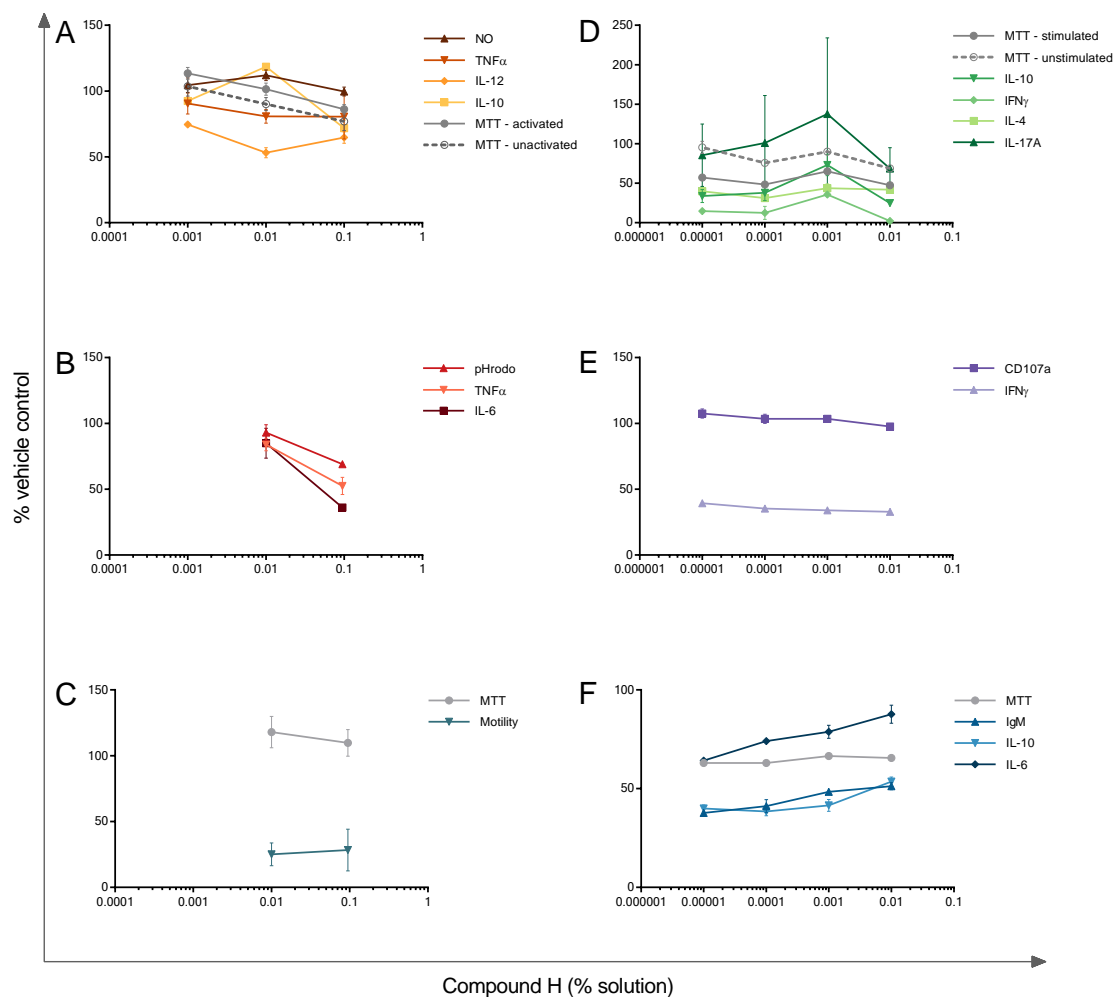 A
150
100
50
0
0.0001
0.001
0.01
0.1
1
NO
TNFα
IL-12
IL-10
MTT - activated
MTT - unactivated
D
250
200
150
100
50
0
0.000001
0.00001
0.0001
0.001
0.01
0.1
MTT - stimulated
MTT - unstimulated
IL-10
IFNγ
IL-4
IL-17A
B
150
100
50
0
0.0001
0.001
0.01
0.1
1
pHrodo
TNFα
IL-6
E
150
100
50
0
0.000001
0.00001
0.0001
0.001
0.01
0.1
CD107a
IFNγ
C
150
100
50
0
0.0001
0.001
0.01
0.1
1
MTT
Motility
F
100
50
0
0.000001
0.00001
0.0001
0.001
0.01
0.1
MTT
IgM
IL-10
IL-6
% vehicle control
Compound H (% solution)